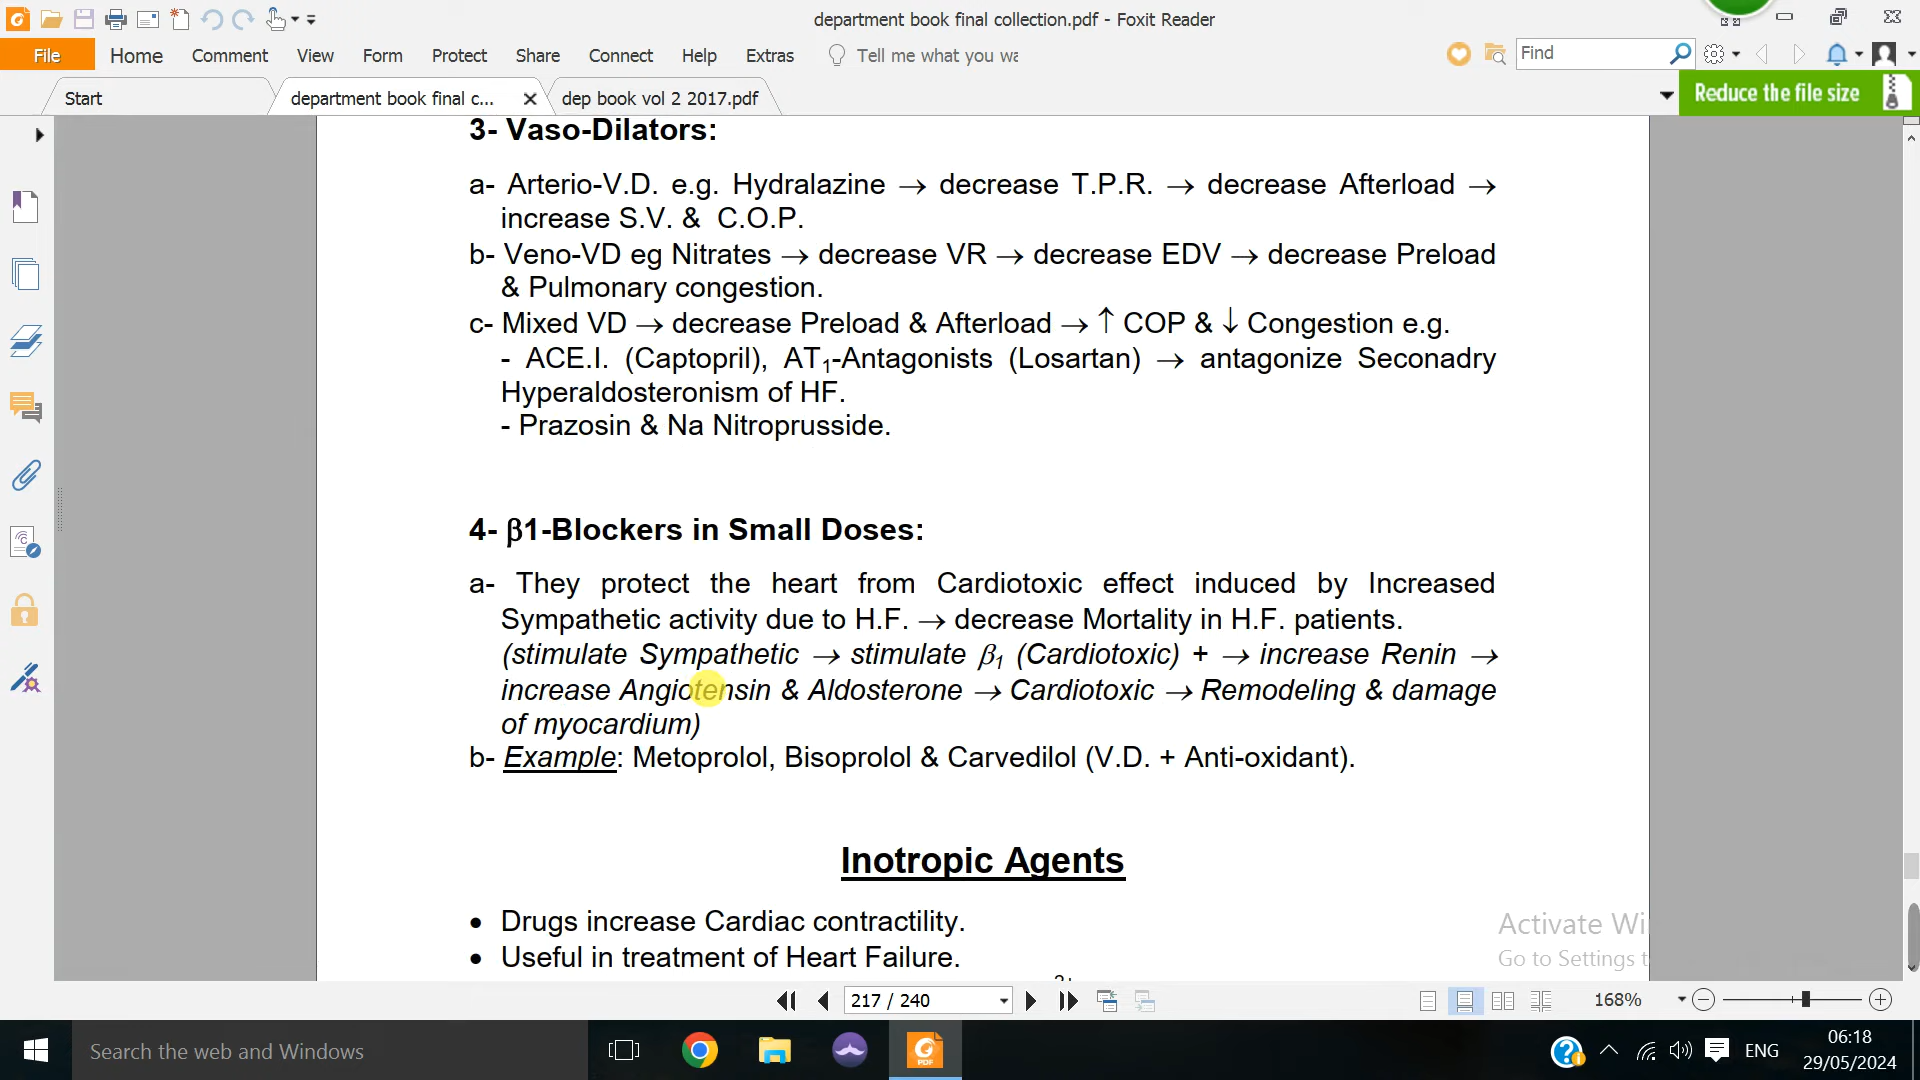 department book final collection.pdf - Foxit Reader
File Home Comment View Form Protect Share Connect Help Extras Tell me what you wa Find
Start department book final c... dep book vol 2 2017.pdf Reduce the file size
3- Vaso-Dilators:
a- Arterio-V.D. e.g. Hydralazine → decrease T.P.R. → decrease Afterload →
increase S.V. & C.O.P.
b- Veno-VD eg Nitrates → decrease VR → decrease EDV → decrease Preload
& Pulmonary congestion.
c- Mixed VD → decrease Preload & Afterload → ↑ COP & ↓ Congestion e.g.
- ACE.I. (Captopril), AT1-Antagonists (Losartan) → antagonize Seconadry
Hyperaldosteronism of HF.
- Prazosin & Na Nitroprusside.
4- β1-Blockers in Small Doses:
a- They protect the heart from Cardiotoxic effect induced by Increased
Sympathetic activity due to H.F. → decrease Mortality in H.F. patients.
(stimulate Sympathetic → stimulate β1 (Cardiotoxic) + → increase Renin →
increase Angiotensin & Aldosterone → Cardiotoxic → Remodeling & damage
of myocardium)
b- Example: Metoprolol, Bisoprolol & Carvedilol (V.D. + Anti-oxidant).
Inotropic Agents
• Drugs increase Cardiac contractility.
• Useful in treatment of Heart Failure.
Activate Wi
Go to Settings t
217 / 240 168%
Search the web and Windows PDF ENG 06:18
29/05/2024